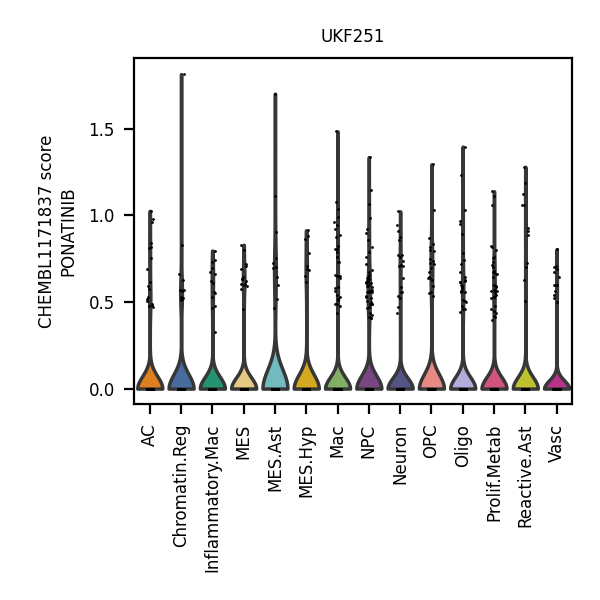 UKF251
CHEMBL1171837 score
PONATINIB
1.5
1.0
0.5
0.0
AC
Chromatin.Reg
Inflammatory.Mac
MES
MES.Ast
MES.Hyp
Mac
NPC
Neuron
OPC
Oligo
Prolif.Metab
Reactive.Ast
Vasc